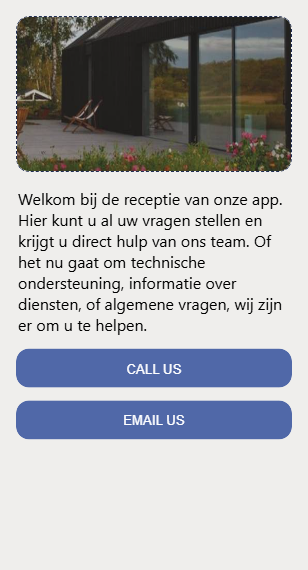 Welkom bij de receptie van onze app.
Hier kunt u al uw vragen stellen en
krijgt u direct hulp van ons team. Of
het nu gaat om technische
ondersteuning, informatie over
diensten, of algemene vragen, wij zijn
er om u te helpen.
CALL US
EMAIL US